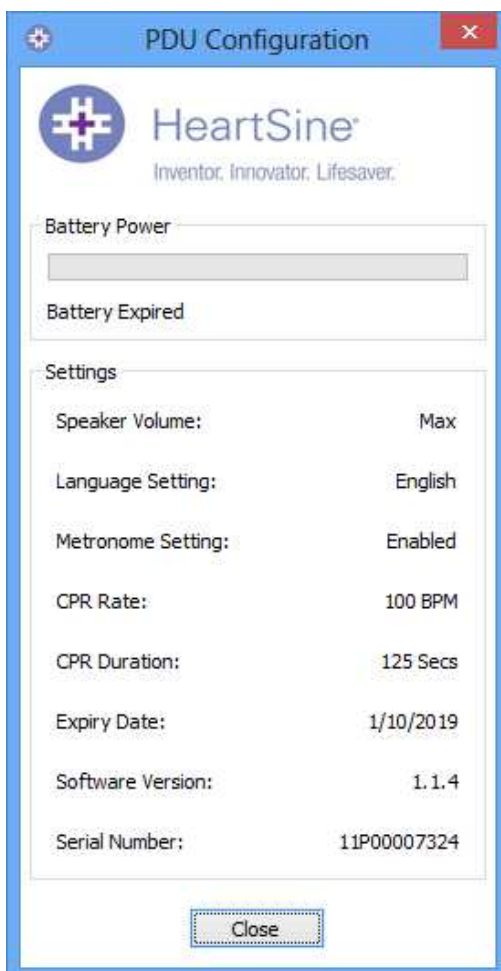 PDU Configuration
HeartSine®
Inventor. Innovator. Lifesaver.
Battery Power
Battery Expired
Settings
Speaker Volume: Max
Language Setting: English
Metronome Setting: Enabled
CPR Rate: 100 BPM
CPR Duration: 125 Secs
Expiry Date: 1/10/2019
Software Version: 1.1.4
Serial Number: 11P00007324
Close